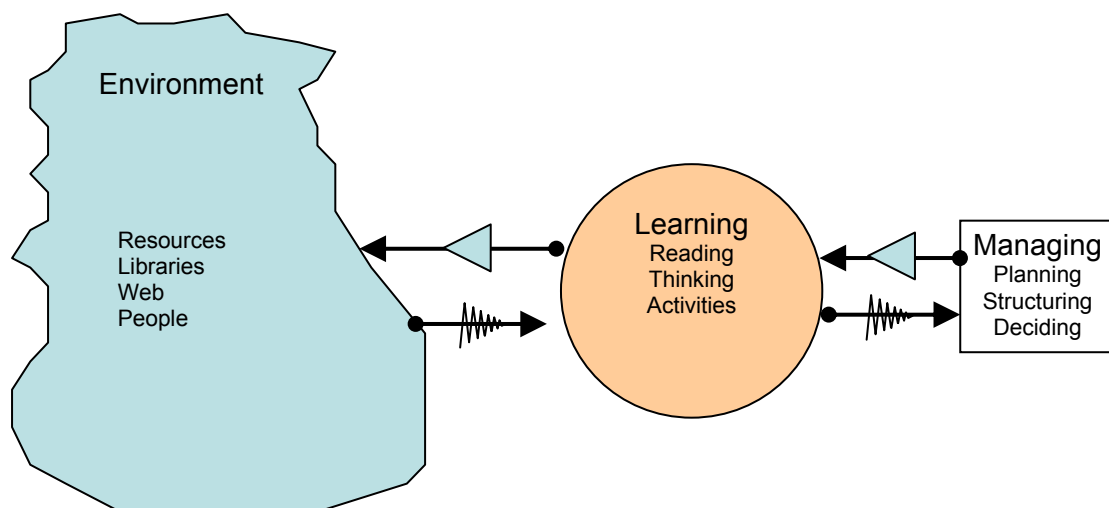 Environment
Resources
Libraries
Web
People
Learning
Reading
Thinking
Activities
Managing
Planning
Structuring
Deciding